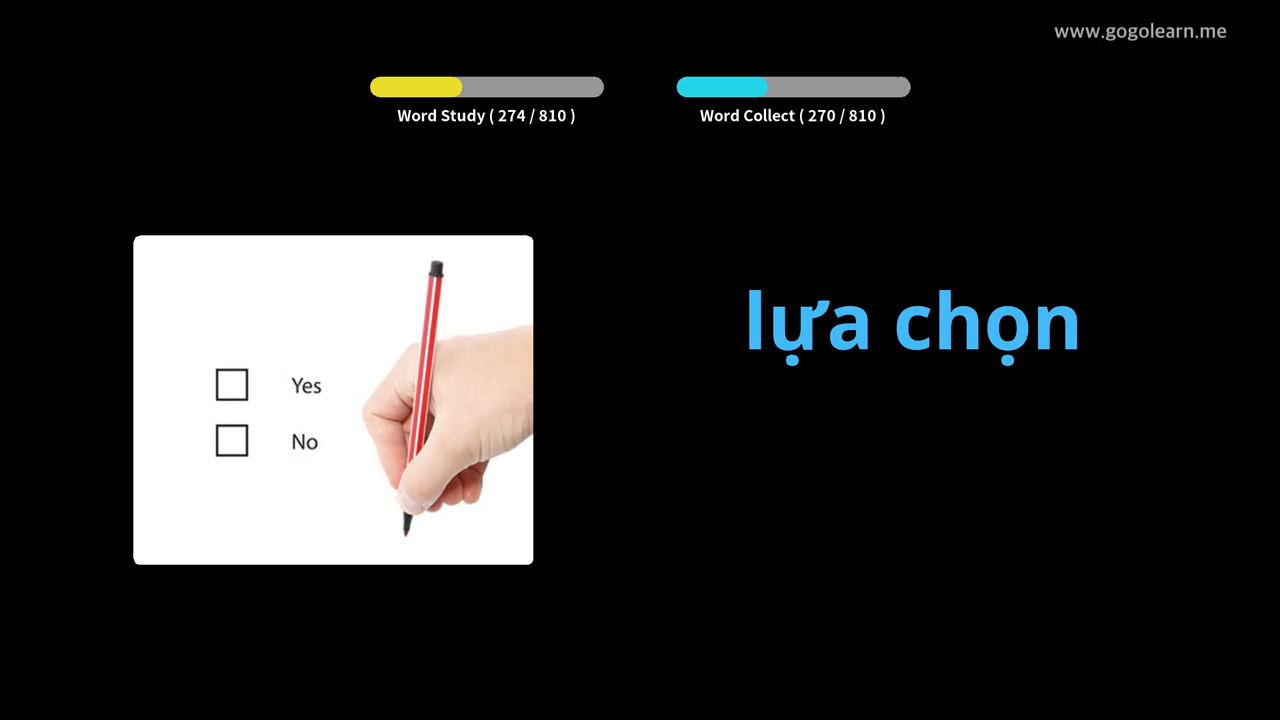 www.gogolearn.me
Word Study ( 274 / 810 )
Word Collect ( 270 / 810 )
lựa chọn
Yes
No